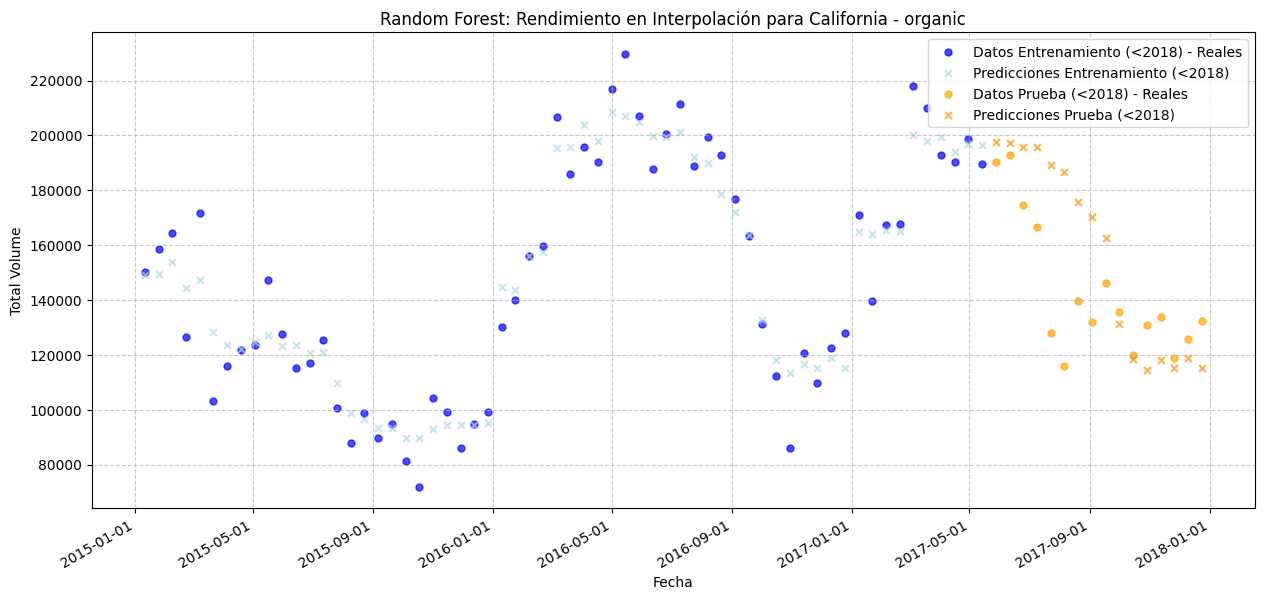 Random Forest: Rendimiento en Interpolación para California - organic
Datos Entrenamiento (<2018) - Reales
Predicciones Entrenamiento (<2018)
Datos Prueba (<2018) - Reales
Predicciones Prueba (<2018)
Total Volume
220000
200000
180000
160000
140000
120000
100000
80000
2015-01-01
2015-05-01
2015-09-01
2016-01-01
2016-05-01
2016-09-01
2017-01-01
2017-05-01
2017-09-01
2018-01-01
Fecha